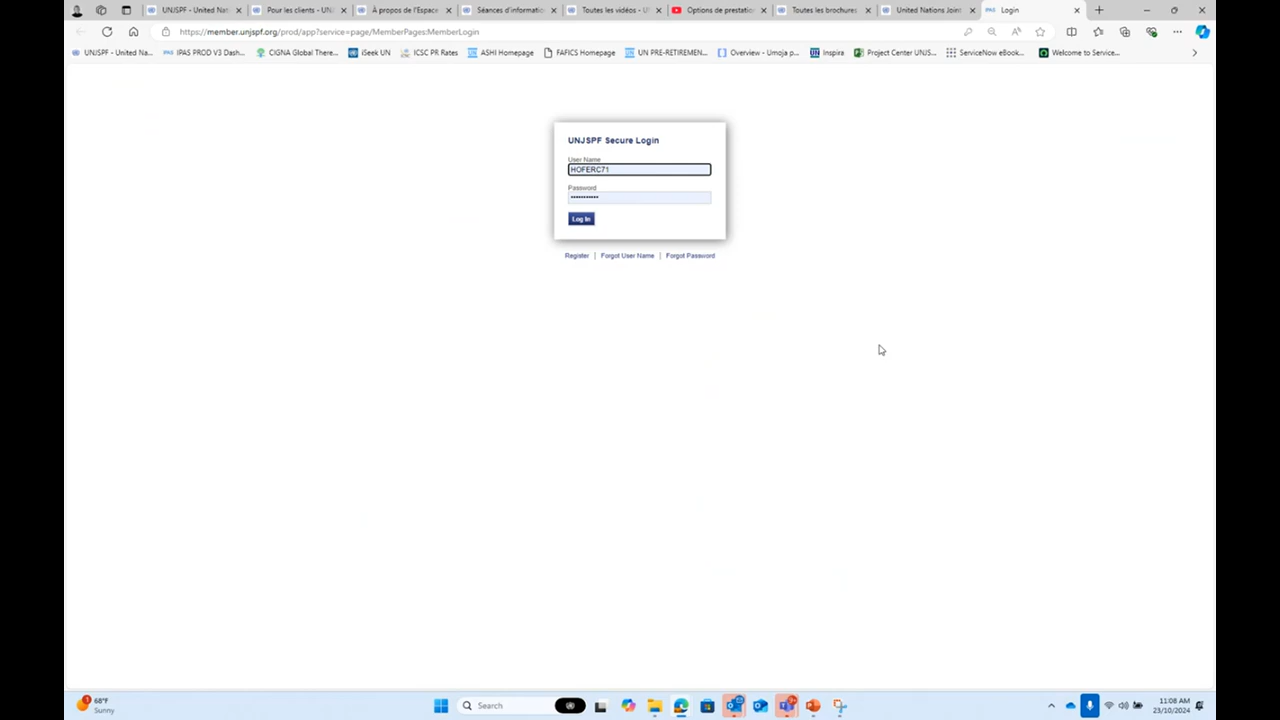 UNJSPF - United Nati
Pour les clients - UNJ
À propos de l'Espace
Séances d'informatio
Toutes les vidéos - U
Options de prestatio
Toutes les brochures
United Nations Joint
Login
https://member.unjspf.org/prod/app?service=page/MemberPages:MemberLogin
UNJSPF - United Na...
IPAS PROD V3 Dash...
CIGNA Global There...
iSeek UN
ICSC PR Rates
ASHI Homepage
FAFICS Homepage
UN PRE-RETIREMEN...
Overview - Umoja p...
Inspira
Project Center UNJS...
ServiceNow eBook...
Welcome to Service...
UNJSPF Secure Login
User Name
HOFERC71
Password
•••••••••••
Log In
Register | Forgot User Name | Forgot Password
68°F
Sunny
Search
11:08 AM
23/10/2024